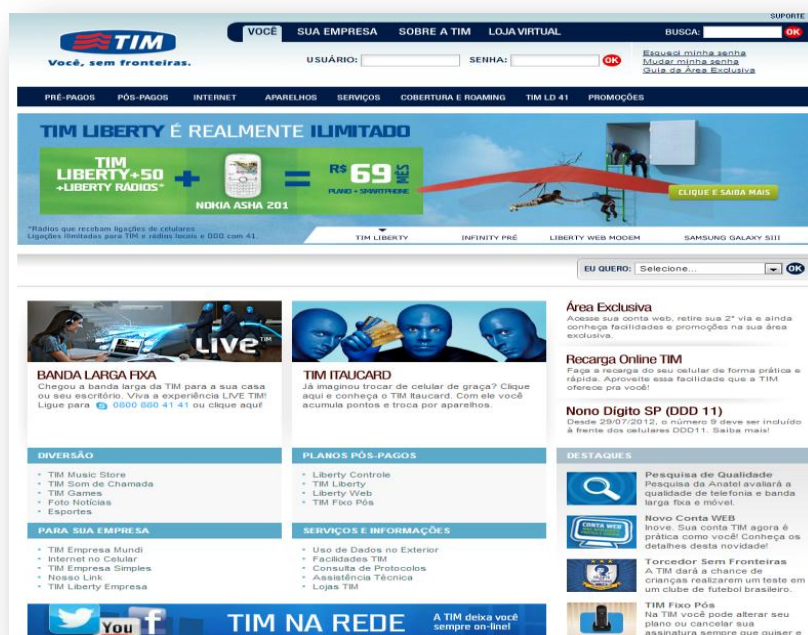 SUPORTE
TIM
Você, sem fronteiras.
VOCÊ SUA EMPRESA SOBRE A TIM LOJA VIRTUAL
BUSCA: OK
USUÁRIO: SENHA: OK
Esqueci minha senha
Mudar minha senha
Guia da Área Exclusiva
PRÉ-PAGOS PÓS-PAGOS INTERNET APARELHOS SERVIÇOS COBERTURA E ROAMING TIM LD 41 PROMOÇÕES
TIM LIBERTY É REALMENTE ILIMITADO
TIM
LIBERTY+50
+LIBERTY RÁDIOS*
+
NOKIA ASHA 201
=
R$ 69 MÊS
PLANO + SMARTPHONE
CLIQUE E SAIBA MAIS
*Rádios que recebam ligações de celulares
Ligações ilimitadas para TIM e rádios locais e DDD com 41.
TIM LIBERTY INFINITY PRÉ LIBERTY WEB MODEM SAMSUNG GALAXY SIII
EU QUERO: Selecione... OK
LIVE TM
BANDA LARGA FIXA
Chegou a banda larga da TIM para a sua casa
ou seu escritório. Viva a experiência LIVE TIM!
Ligue para 0800 660 41 41 ou clique aqui!
TIM ITAUCARD
Já imaginou trocar de celular de graça? Clique
aqui e conheça o TIM Itaucard. Com ele você
acumula pontos e troca por aparelhos.
Área Exclusiva
Acesse sua conta web, retire sua 2ª via e ainda
conheça facilidades e promoções na sua área
exclusiva.
Recarga Online TIM
Faça a recarga do seu celular de forma prática e
rápida. Aproveite essa facilidade que a TIM
oferece pra você!
Nono Dígito SP (DDD 11)
Desde 29/07/2012, o número 9 deve ser incluído
à frente dos celulares DDD11. Saiba mais!
DIVERSÃO
TIM Music Store
TIM Som de Chamada
TIM Games
Foto Notícias
Esportes
PLANOS PÓS-PAGOS
Liberty Controle
TIM Liberty
Liberty Web
TIM Fixo Pós
PARA SUA EMPRESA
TIM Empresa Mundi
Internet no Celular
TIM Empresa Simples
Nosso Link
TIM Liberty Empresa
SERVIÇOS E INFORMAÇÕES
Uso de Dados no Exterior
Facilidades TIM
Consulta de Protocolos
Assistência Técnica
Lojas TIM
DESTAQUES
Pesquisa de Qualidade
Pesquisa da Anatel avaliará a
qualidade de telefonia e banda
larga fixa e móvel.
CONTA WEB
Novo Conta WEB
Inove. Sua conta TIM agora é
prática como você! Conheça os
detalhes desta novidade!
Torcedor Sem Fronteiras
A TIM dará a chance de
crianças realizarem um teste em
um clube de futebol brasileiro.
TIM Fixo Pós
Na TIM você pode alterar seu
plano ou cancelar sua
assinatura sempre que quiser e
You f
TIM NA REDE
A TIM deixa você
sempre on-line!